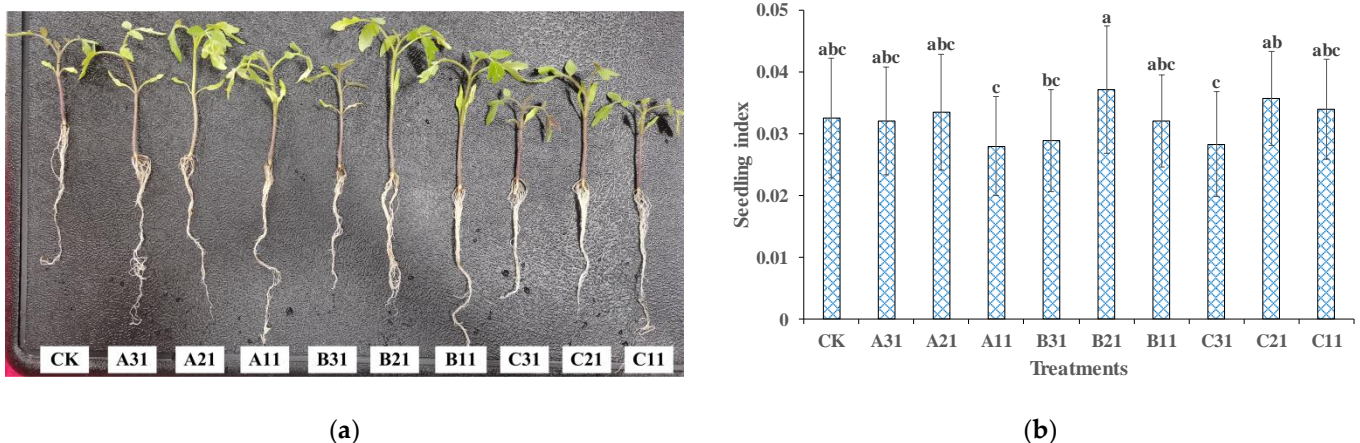 CK A31 A21 A11 B31 B21 B11 C31 C21 C11
(a)
Seedling index
0.05
0.04
0.03
0.02
0.01
0
abc abc abc c bc a abc c ab abc
CK A31 A21 A11 B31 B21 B11 C31 C21 C11
Treatments
(b)